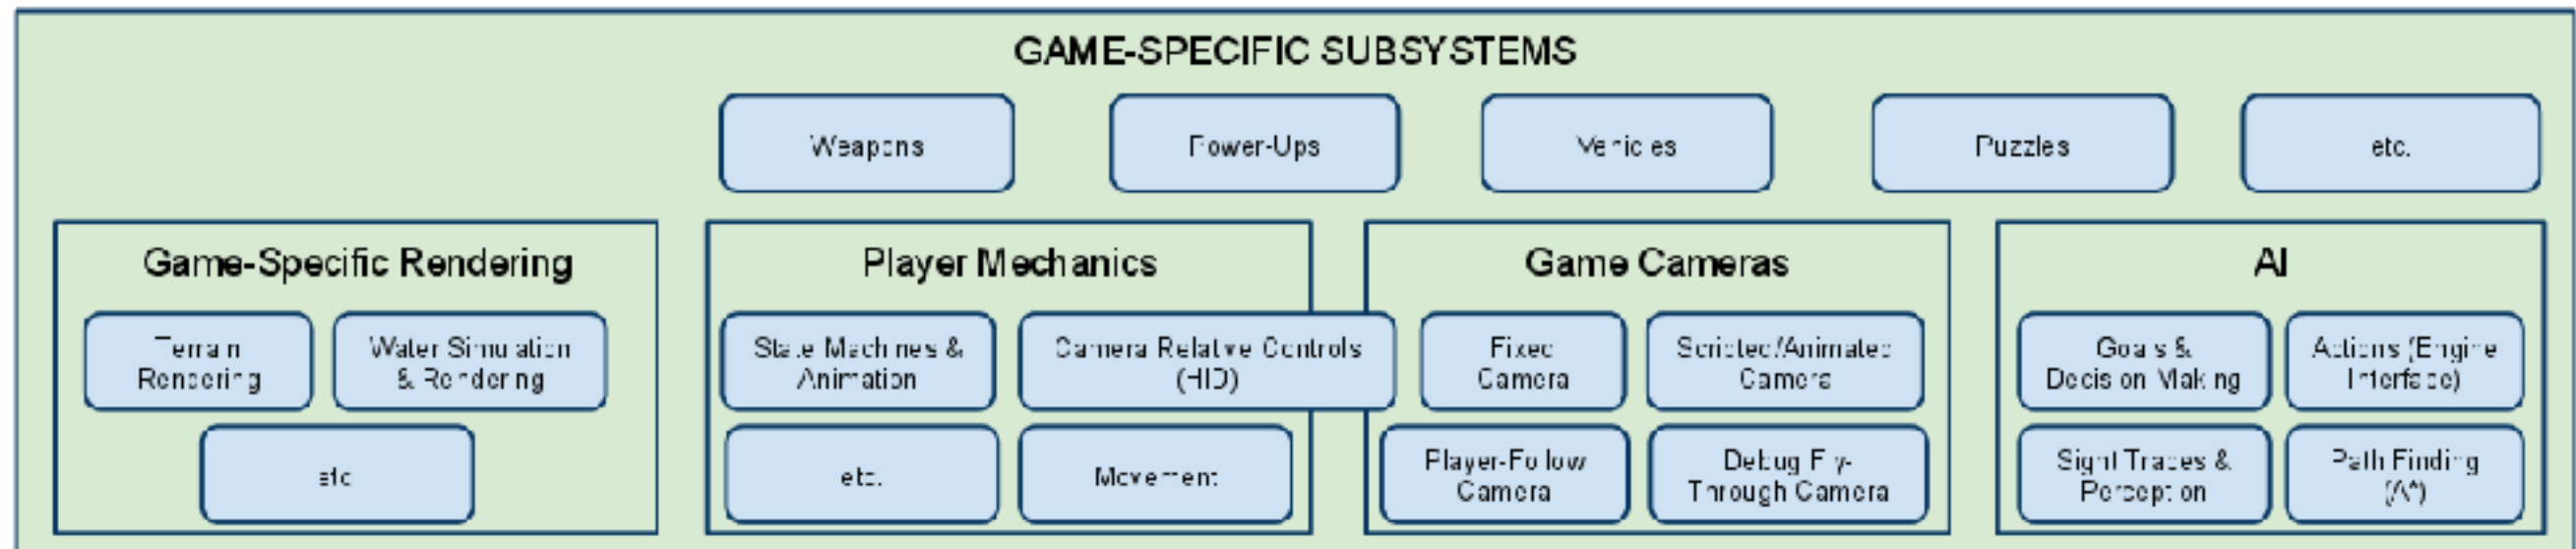 GAME-SPECIFIC SUBSYSTEMS
Weapons
Power-Ups
Vehicles
Puzzles
etc.
Game-Specific Rendering
Terrain
Rendering
Water Simulation
& Rendering
etc
Player Mechanics
State Machines &
Animation
Camera Relative Controls
(HID)
etc.
Movement
Game Cameras
Fixed
Camera
Scripted/Animated
Camera
Player-Follow
Camera
Debug Fly-
Through Camera
AI
Goals &
Decision Making
Actions (Engine
Interface)
Sight Traces &
Perception
Path Finding
(A*)